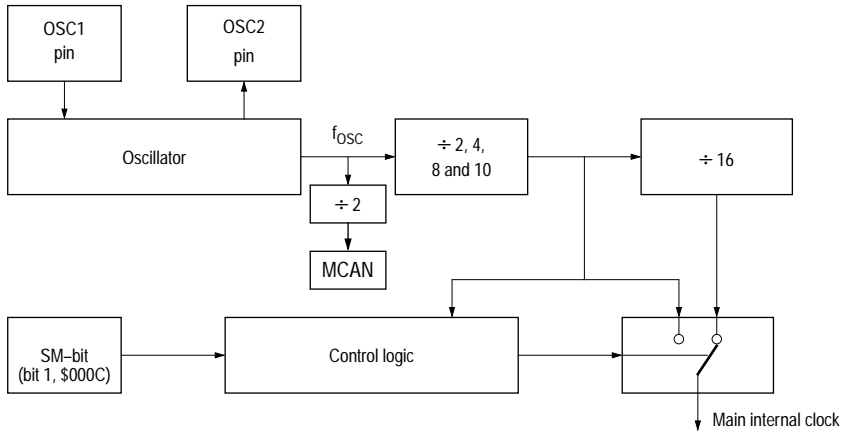 OSC1
pin
OSC2
pin
Oscillator
fOSC
÷ 2, 4,
8 and 10
÷ 16
÷ 2
MCAN
SM–bit
(bit 1, $000C)
Control logic
Main internal clock